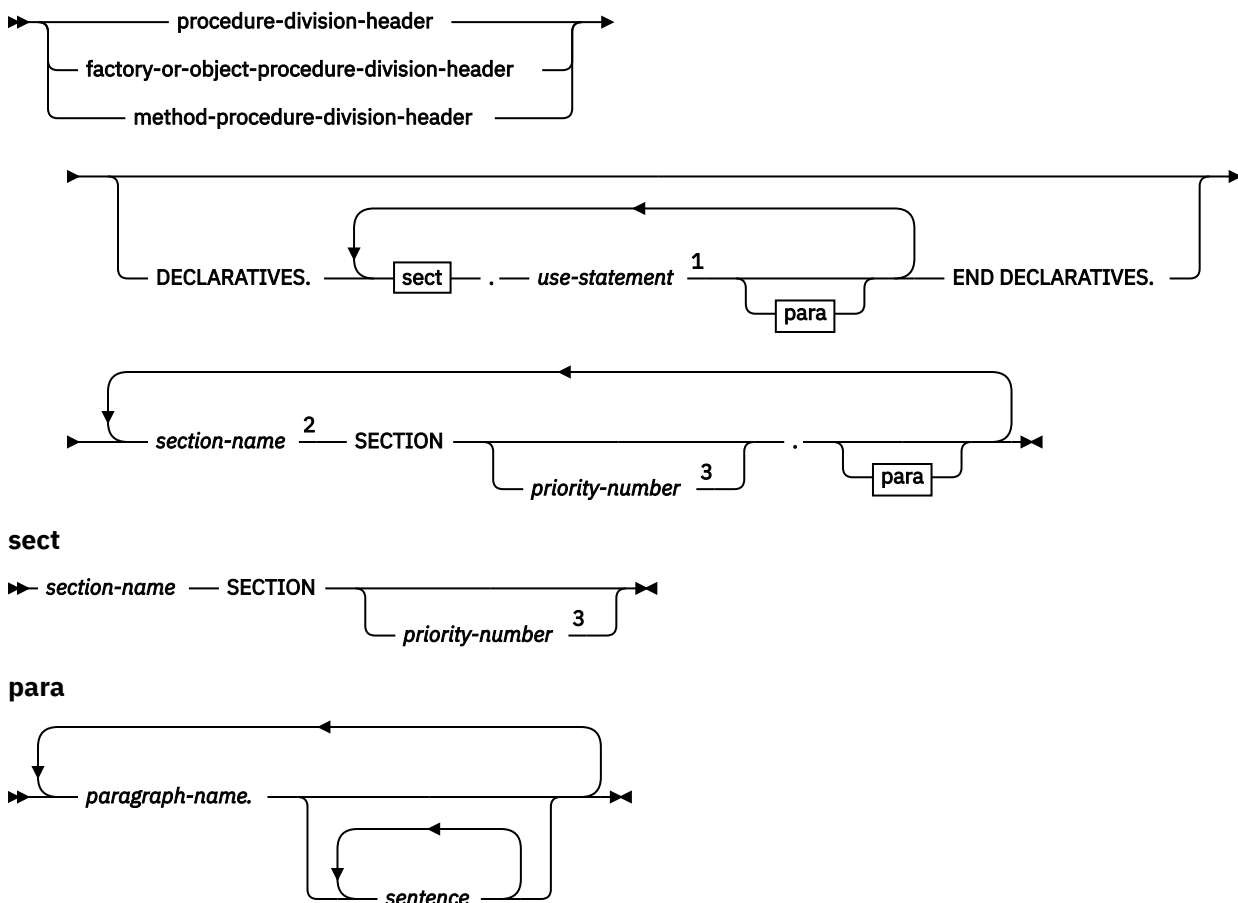 procedure-division-header
factory-or-object-procedure-division-header
method-procedure-division-header
DECLARATIVES. sect . use-statement 1 para END DECLARATIVES.
section-name 2 SECTION priority-number 3 . para
sect
section-name SECTION priority-number 3
para
paragraph-name.
sentence